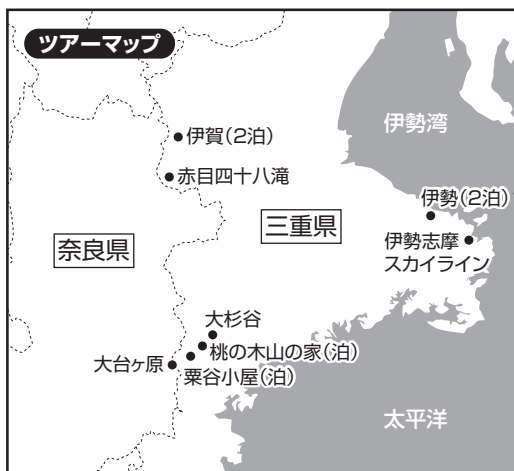 ツアーマップ
伊勢湾
伊賀（2泊）
赤目四十八滝
伊勢（2泊）
三重県
奈良県
伊勢志摩
スカイライン
大杉谷
桃の木山の家（泊）
大台ヶ原
粟谷小屋（泊）
太平洋